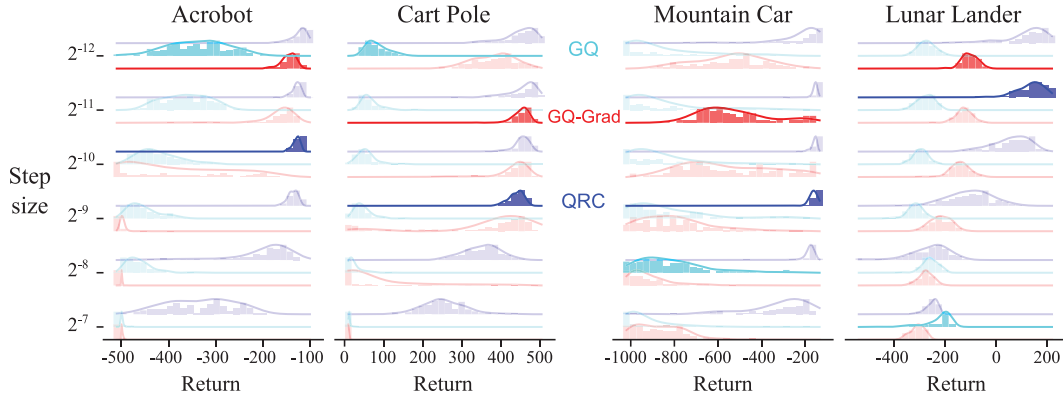 Acrobot Cart Pole Mountain Car Lunar Lander
2-12 GQ
2-11 GQ-Grad
2-10
Step
size
2-9 QRC
2-8
2-7
-500 -400 -300 -200 -100 0 100 200 300 400 500 -1000 -800 -600 -400 -200 -400 -200 0 200
Return Return Return Return